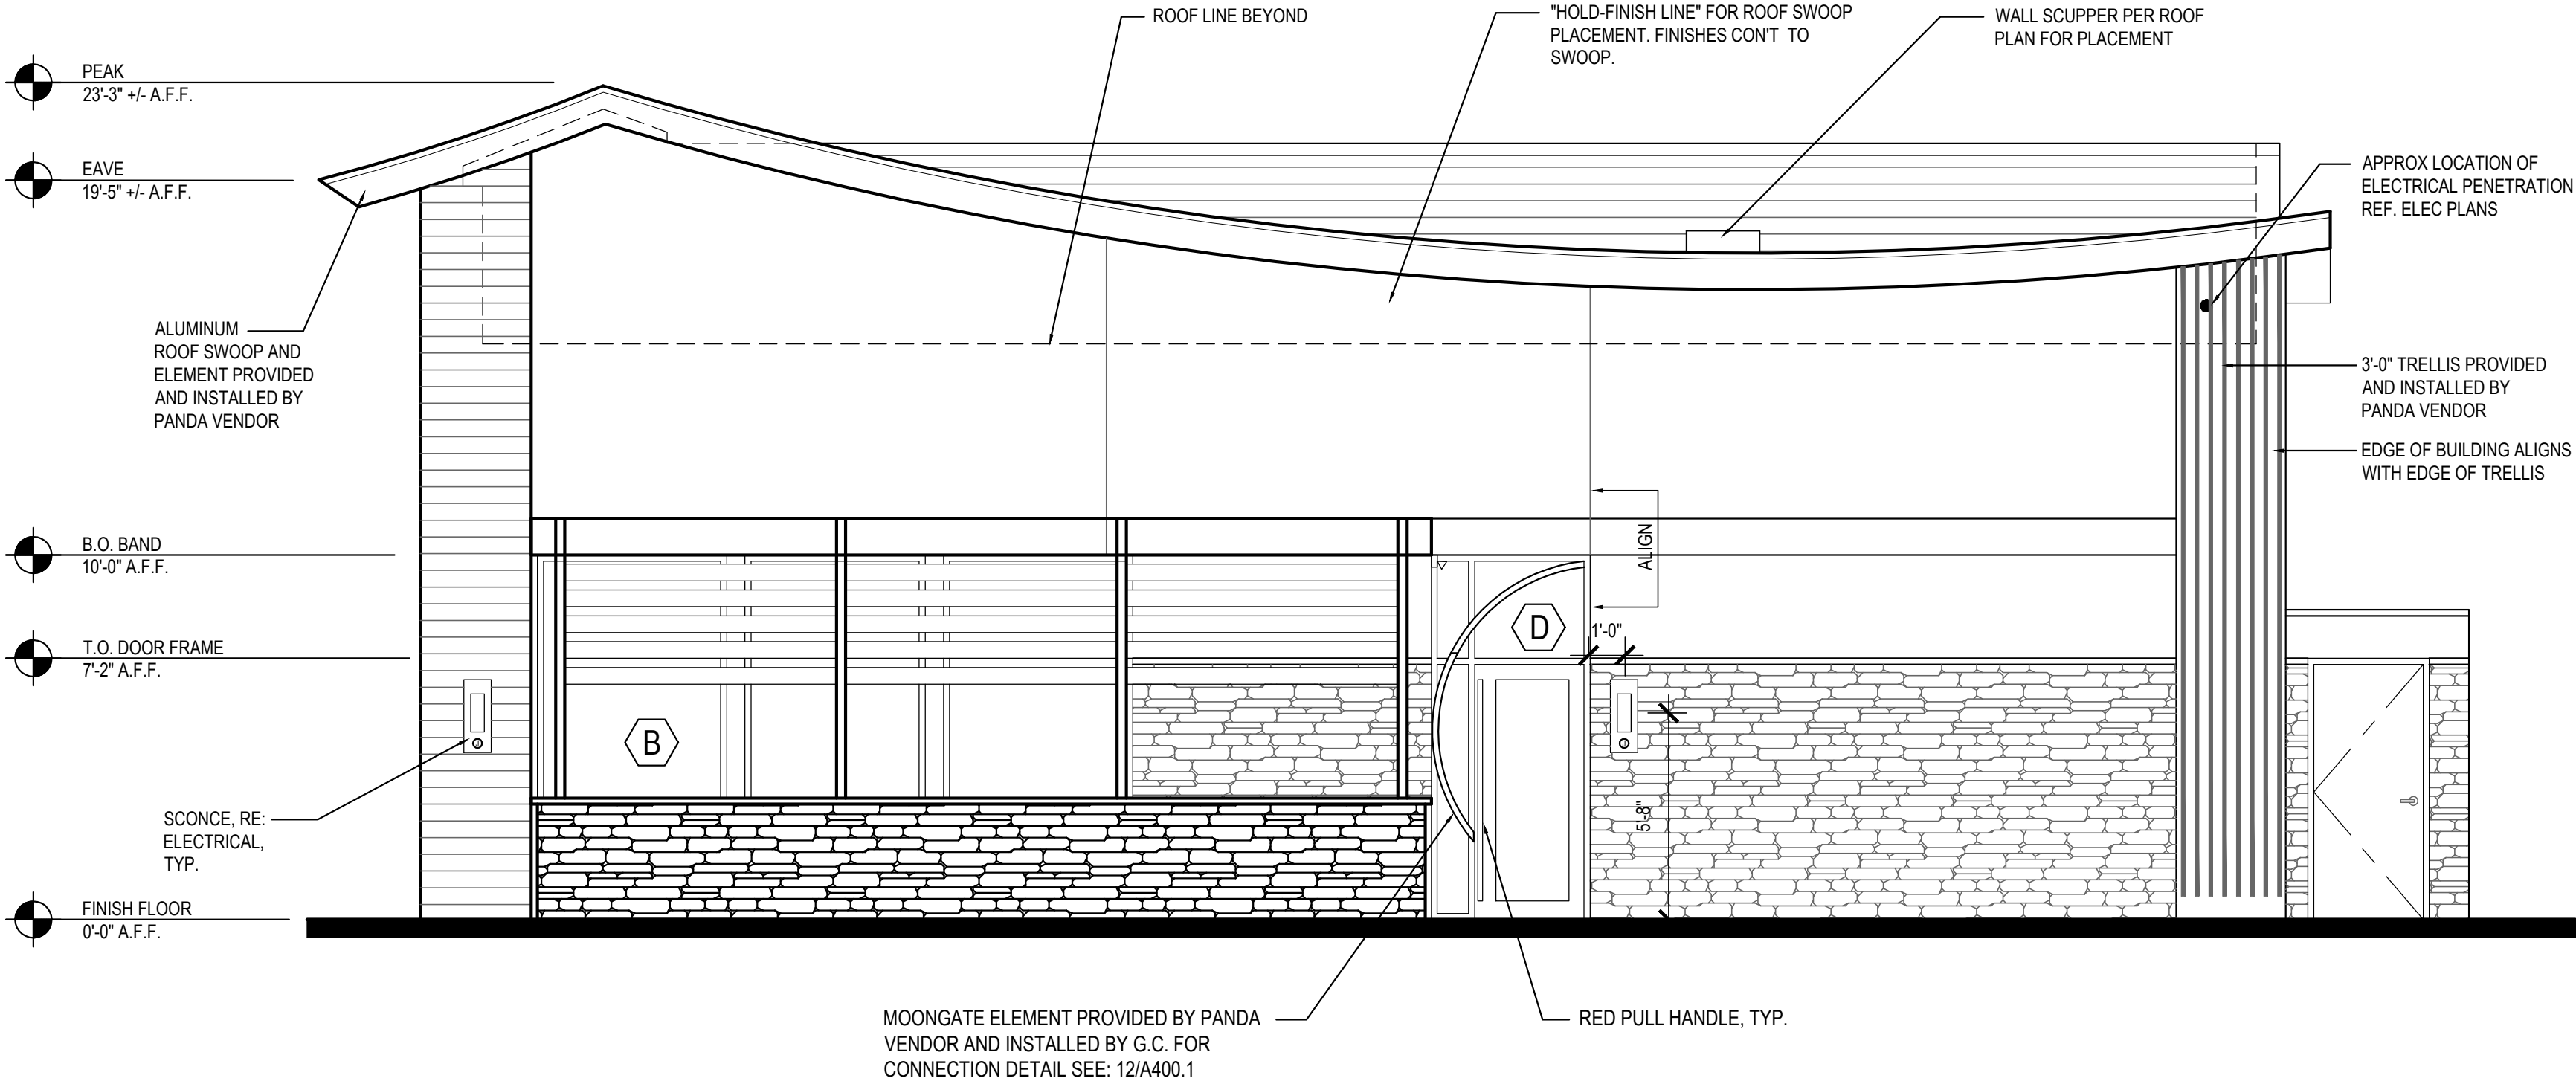 ROOF LINE BEYOND
"HOLD-FINISH LINE" FOR ROOF SWOOP
PLACEMENT. FINISHES CON'T TO
SWOOP.
WALL SCUPPER PER ROOF
PLAN FOR PLACEMENT
PEAK
23'-3" +/- A.F.F.
EAVE
19'-5" +/- A.F.F.
APPROX LOCATION OF
ELECTRICAL PENETRATION
REF. ELEC PLANS
ALUMINUM
ROOF SWOOP AND
ELEMENT PROVIDED
AND INSTALLED BY
PANDA VENDOR
3'-0" TRELLIS PROVIDED
AND INSTALLED BY
PANDA VENDOR
EDGE OF BUILDING ALIGNS
WITH EDGE OF TRELLIS
B.O. BAND
10'-0" A.F.F.
ALIGN
T.O. DOOR FRAME
7'-2" A.F.F.
D
1'-0"
B
5'-8"
SCONCE, RE:
ELECTRICAL,
TYP.
FINISH FLOOR
0'-0" A.F.F.
MOONGATE ELEMENT PROVIDED BY PANDA
VENDOR AND INSTALLED BY G.C. FOR
CONNECTION DETAIL SEE: 12/A400.1
RED PULL HANDLE, TYP.